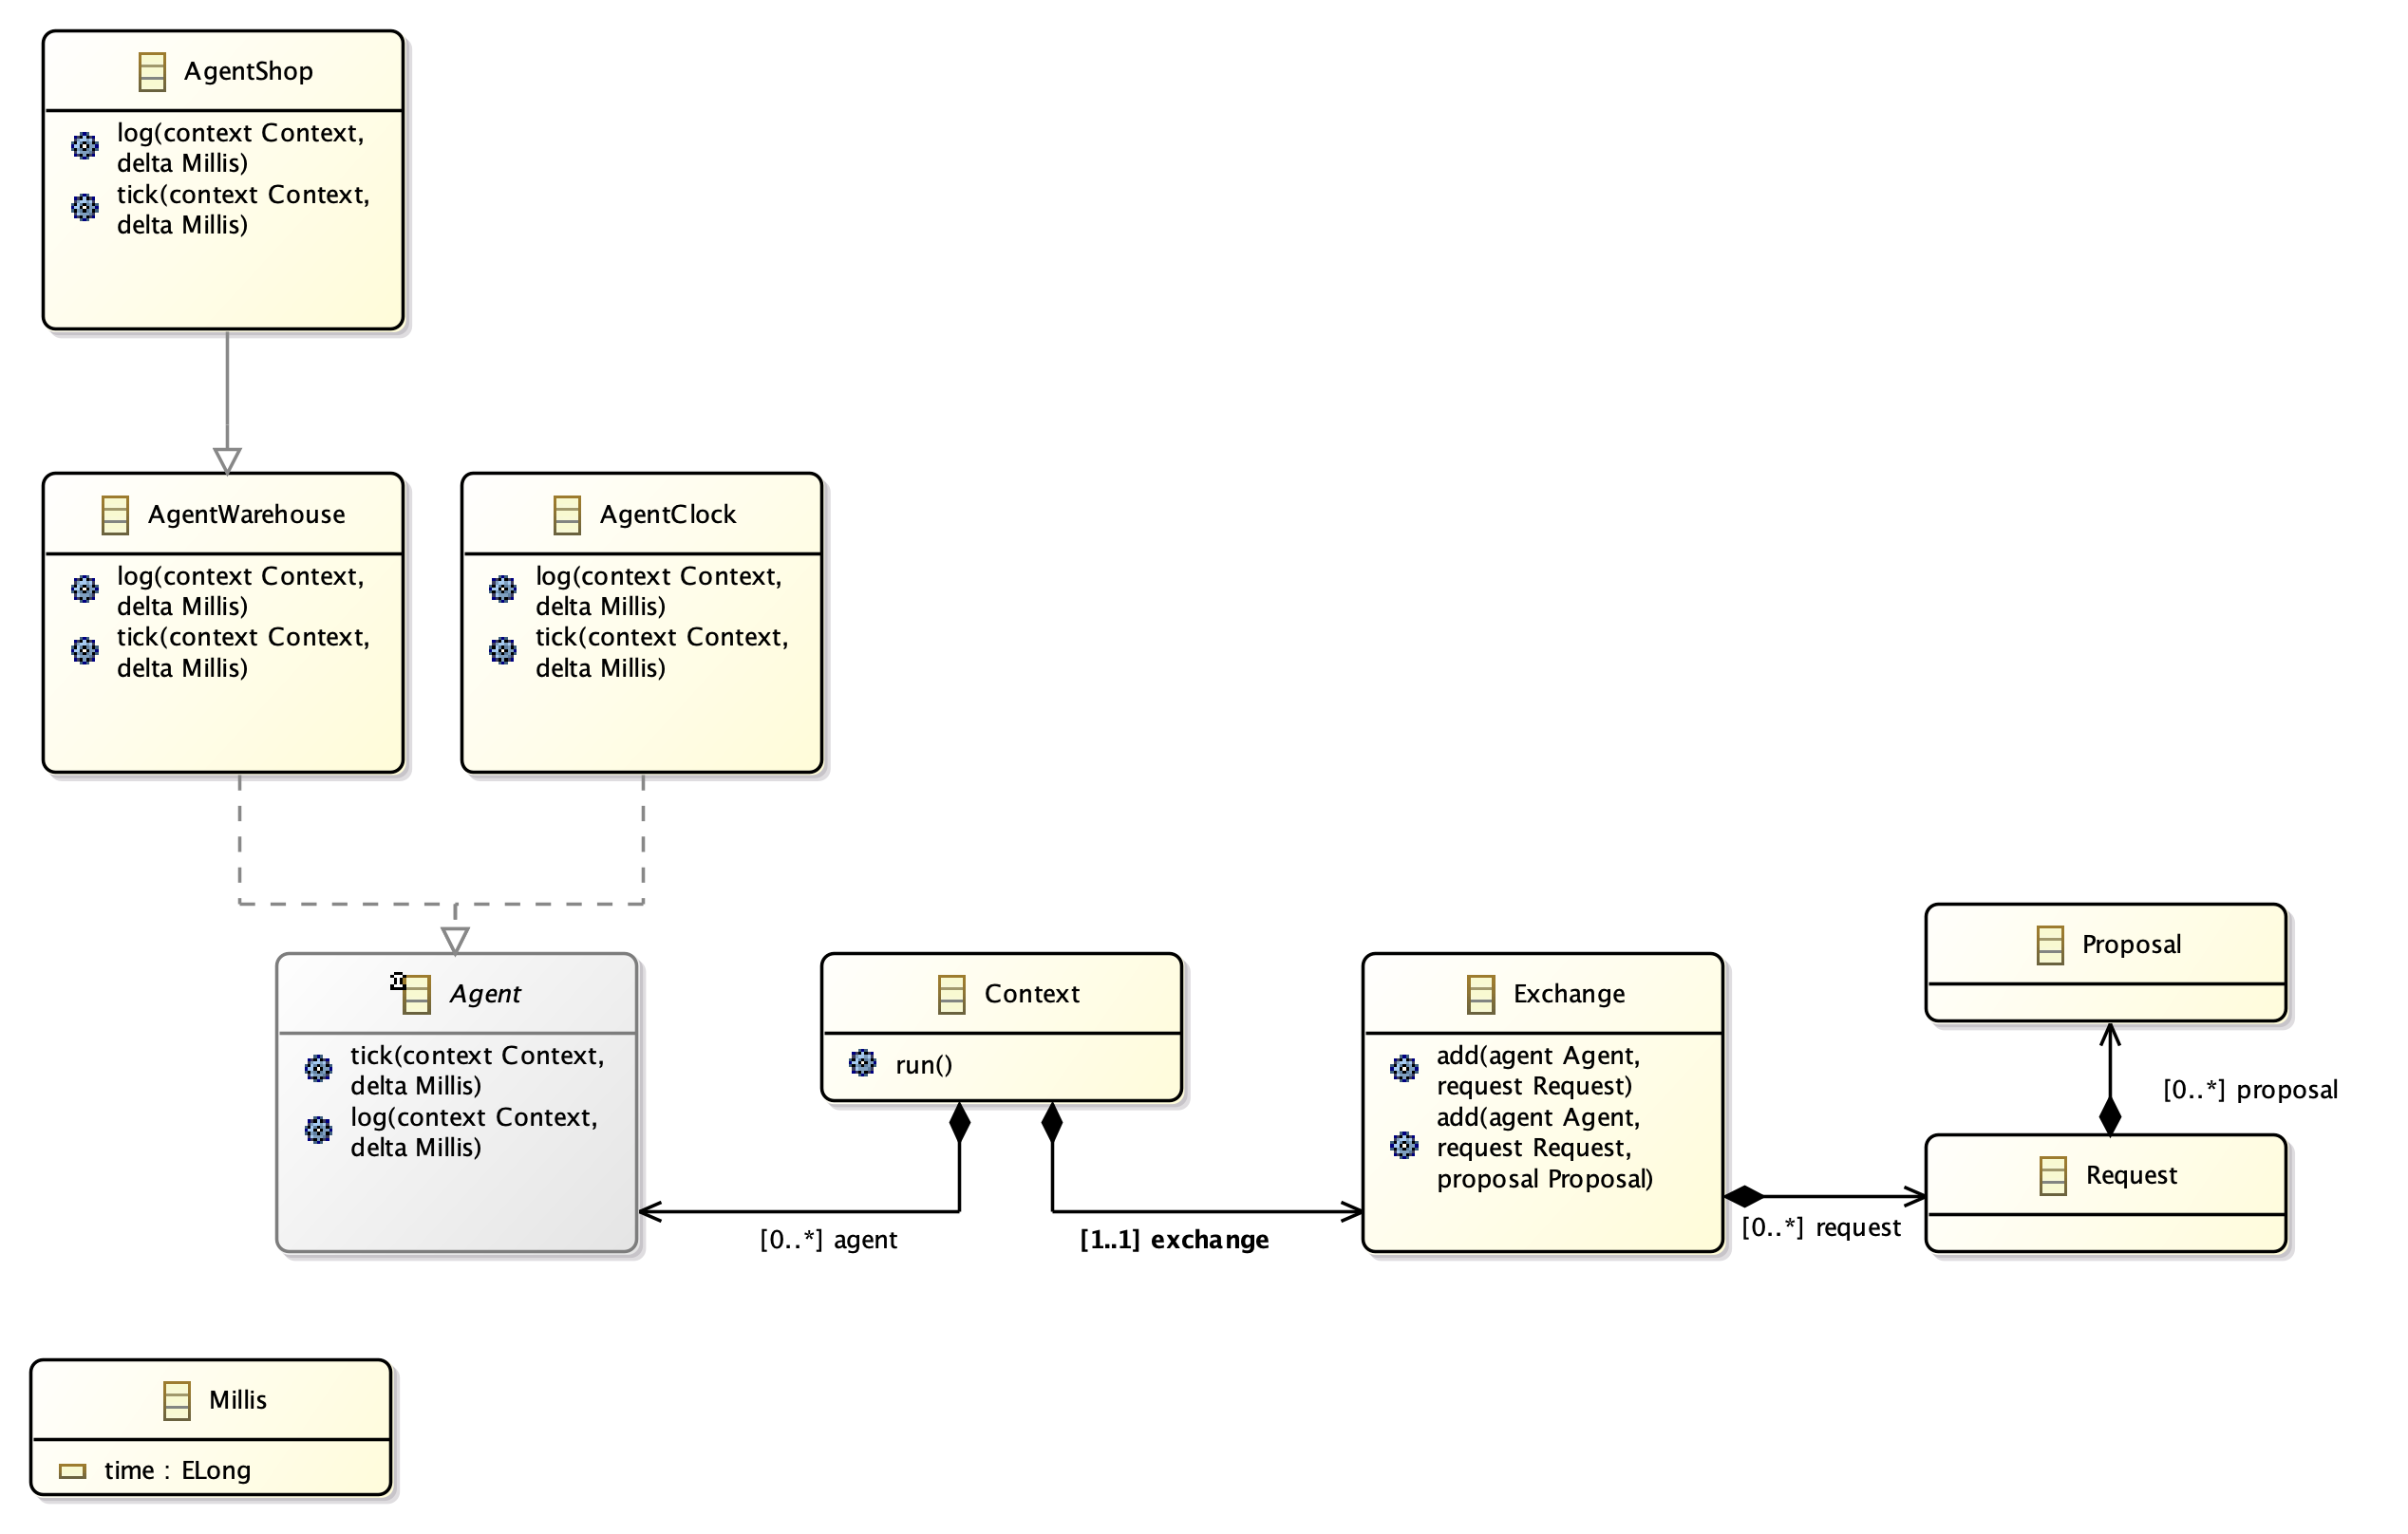 AgentShop
log(context Context,
delta Millis)
tick(context Context,
delta Millis)
AgentWarehouse
log(context Context,
delta Millis)
tick(context Context,
delta Millis)
AgentClock
log(context Context,
delta Millis)
tick(context Context,
delta Millis)
Agent
tick(context Context,
delta Millis)
log(context Context,
delta Millis)
Context
run()
[0..*] agent
[1..1] exchange
Exchange
add(agent Agent,
request Request)
add(agent Agent,
request Request,
proposal Proposal)
[0..*] request
Proposal
[0..*] proposal
Request
Millis
time : ELong